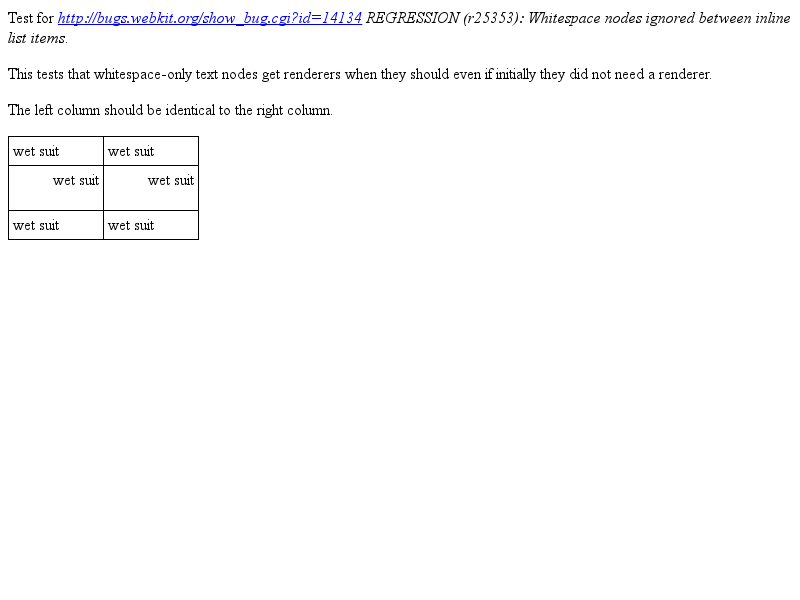 Test for http://bugs.webkit.org/show_bug.cgi?id=14134 REGRESSION (r25353): Whitespace nodes ignored between inline
list items.
This tests that whitespace-only text nodes get renderers when they should even if initially they did not need a renderer.
The left column should be identical to the right column.
wet suit wet suit
wet suit wet suit
wet suit wet suit